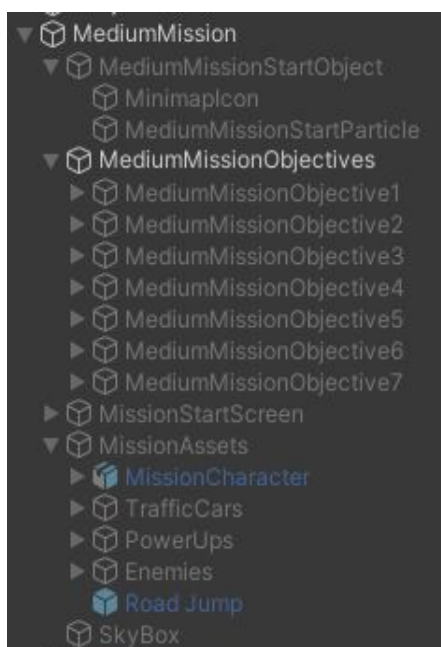 MediumMission
MediumMissionStartObject
MinimapIcon
MediumMissionStartParticle
MediumMissionObjectives
MediumMissionObjective1
MediumMissionObjective2
MediumMissionObjective3
MediumMissionObjective4
MediumMissionObjective5
MediumMissionObjective6
MediumMissionObjective7
MissionStartScreen
MissionAssets
MissionCharacter
TrafficCars
PowerUps
Enemies
Road Jump
SkyBox